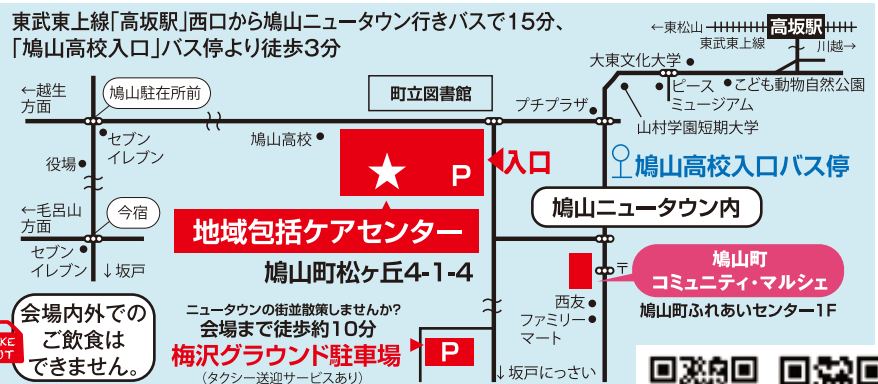 東武東上線「高坂駅」西口から鳩山ニュータウン行きバスで15分、
「鳩山高校入口」バス停より徒歩3分
←東松山
高坂駅
東武東上線
川越→
大東文化大学
ピース
ミュージアム
こども動物自然公園
山村学園短期大学
プチプラザ
←越生
方面
鳩山駐在所前
町立図書館
セブン
イレブン
鳩山高校
役場
P
入口
鳩山高校入口バス停
←毛呂山
方面
今宿
地域包括ケアセンター
鳩山ニュータウン内
セブン
イレブン
↓坂戸
鳩山町松ヶ丘4-1-4
〒
鳩山町
コミュニティ・マルシェ
鳩山町ふれあいセンター1F
西友
ファミリー
マート
会場内外での
ご飲食は
できません。
ニュータウンの街並散策しませんか?
会場まで徒歩約10分
梅沢グラウンド駐車場
(タクシー送迎サービスあり)
P
↓坂戸にっさい